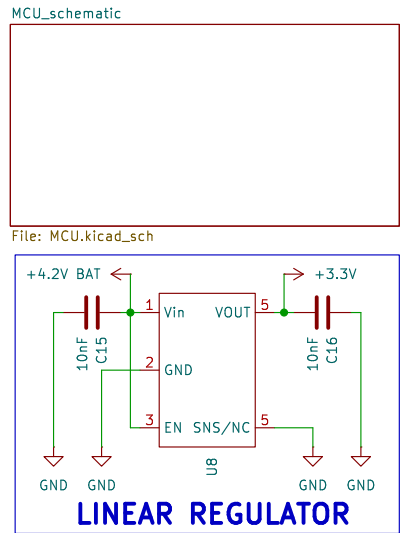 MCU_schematic
File: MCU.kicad_sch
+4.2V BAT
+3.3V
1
Vin
VOUT
5
10nF
C15
10nF
C16
2
GND
3
EN
SNS/NC
5
U8
GND
GND
GND
GND
LINEAR REGULATOR